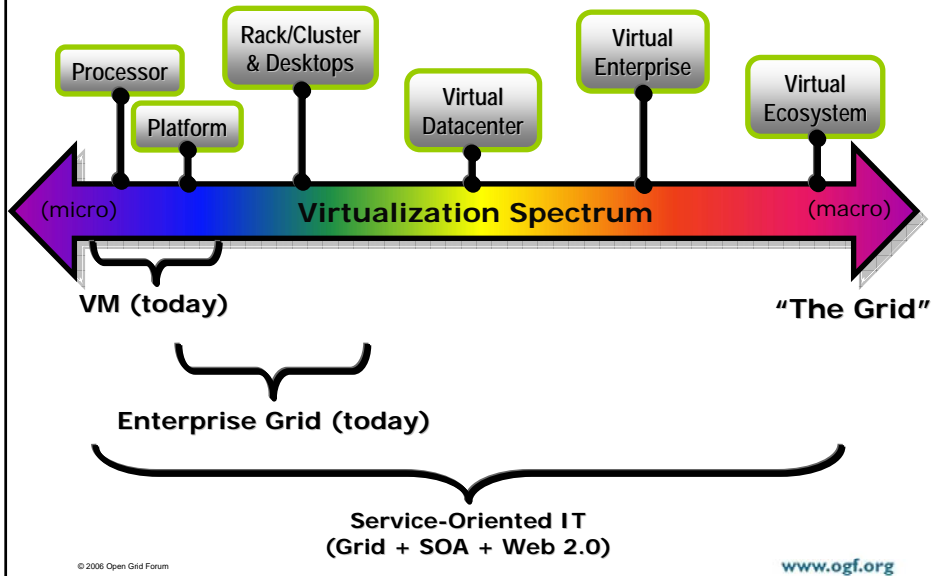 Processor
Platform
Rack/Cluster
& Desktops
Virtual
Datacenter
Virtual
Enterprise
Virtual
Ecosystem
(micro)
Virtualization Spectrum
(macro)
VM (today)
“The Grid”
Enterprise Grid (today)
Service-Oriented IT
(Grid + SOA + Web 2.0)
© 2006 Open Grid Forum
www.ogf.org